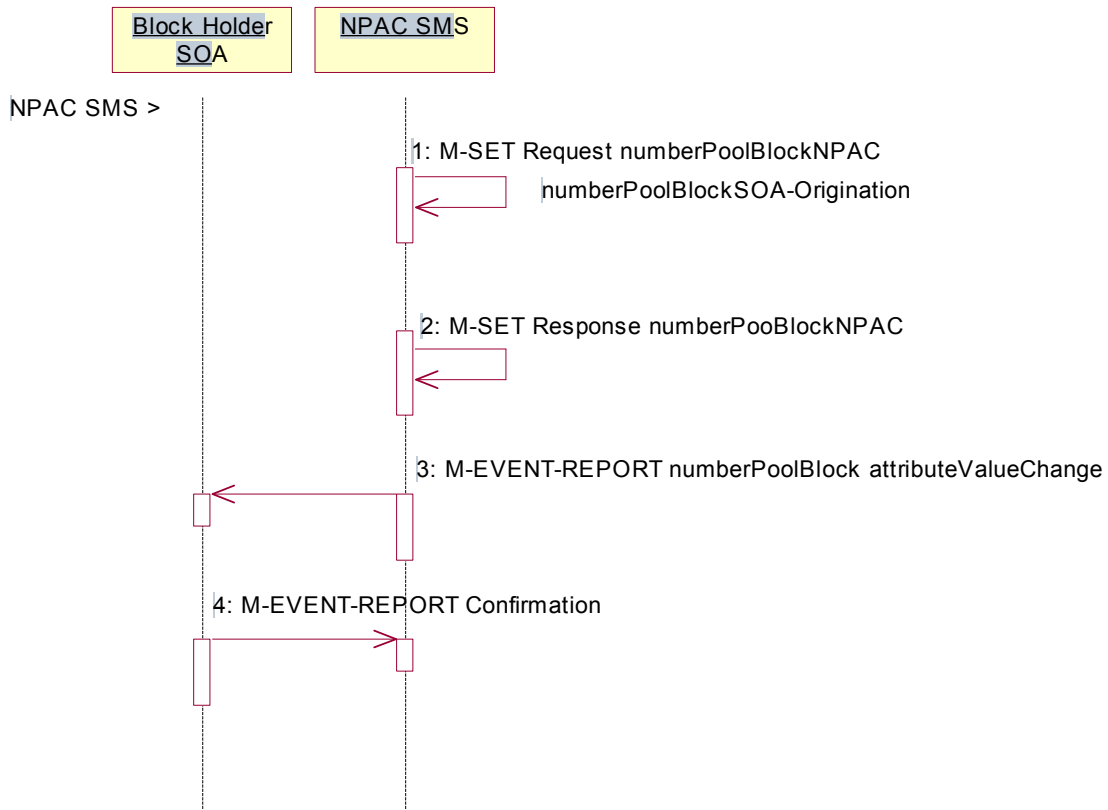 Block Holder
SOA
NPAC SMS
NPAC SMS >
1: M-SET Request numberPoolBlockNPAC
numberPoolBlockSOA-Origination
2: M-SET Response numberPooBlockNPAC
3: M-EVENT-REPORT numberPoolBlock attributeValueChange
4: M-EVENT-REPORT Confirmation